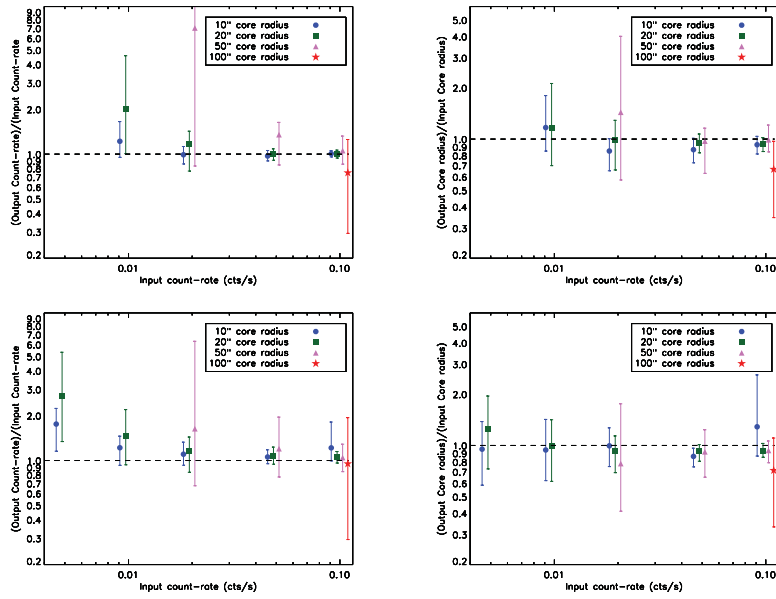 9.0
8.0
7.0
6.0
5.0
4.0
3.0
2.0
1.0
0.9
0.8
0.7
0.6
0.5
0.4
0.3
0.2
(Output Count-rate)/(Input Count-rate
10" core radius
20" core radius
50" core radius
100" core radius
0.01
0.10
Input count-rate (cts/s)
6.0
5.0
4.0
3.0
2.0
1.0
0.9
0.8
0.7
0.6
0.5
0.4
0.3
0.2
(Output Core radius)/(Input Core radius)
10" core radius
20" core radius
50" core radius
100" core radius
0.01
0.10
Input count-rate (cts/s)
9.0
8.0
7.0
6.0
5.0
4.0
3.0
2.0
1.0
0.9
0.8
0.7
0.6
0.5
0.4
0.3
0.2
(Output Count-rate)/(Input Count-rate
10" core radius
20" core radius
50" core radius
100" core radius
0.01
0.10
Input count-rate (cts/s)
5.0
4.0
3.0
2.0
1.0
0.9
0.8
0.7
0.6
0.5
0.4
0.3
0.2
(Output Core radius)/(Input Core radius)
10" core radius
20" core radius
50" core radius
100" core radius
0.01
0.10
Input count-rate (cts/s)